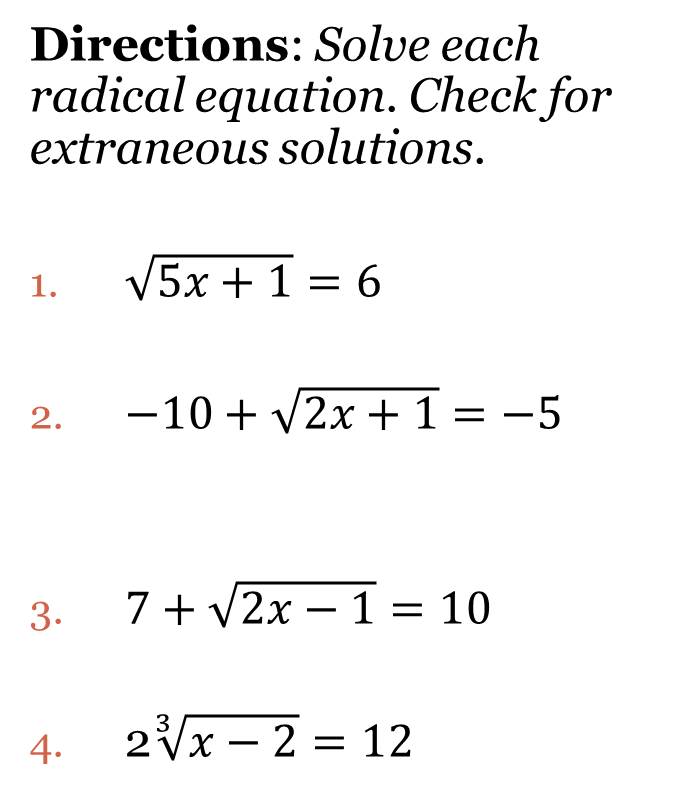 Directions: Solve each
radical equation. Check for
extraneous solutions.
1. √(5x + 1) = 6
2. −10 + √(2x + 1) = −5
3. 7 + √(2x − 1) = 10
4. 2∛(x − 2) = 12